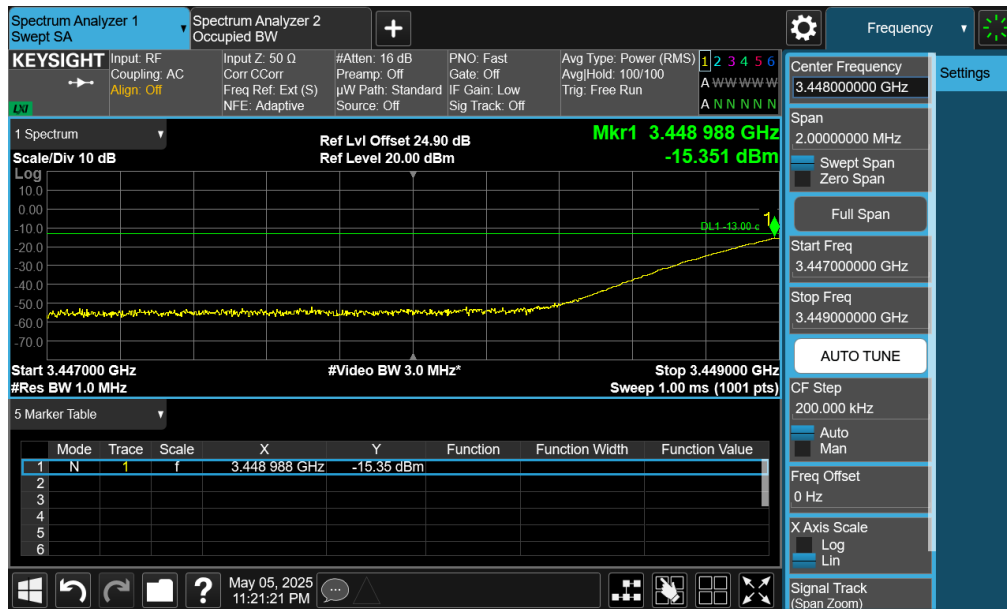 Spectrum Analyzer 1
Swept SA
Spectrum Analyzer 2
Occupied BW
Frequency
KEYSIGHT
LXI
Input: RF
Coupling: AC
Align: Off
Input Z: 50 Ω
Corr CCorr
Freq Ref: Ext (S)
NFE: Adaptive
#Atten: 16 dB
Preamp: Off
µW Path: Standard
Source: Off
PNO: Fast
Gate: Off
IF Gain: Low
Sig Track: Off
Avg Type: Power (RMS)
Avg|Hold: 100/100
Trig: Free Run
1 2 3 4 5 6
A W W W W W
A N N N N N
1 Spectrum
Scale/Div 10 dB
Log
Ref Lvl Offset 24.90 dB
Ref Level 20.00 dBm
Mkr1 3.448 988 GHz
-15.351 dBm
10.0
0.00
-10.0
-20.0
-30.0
-40.0
-50.0
-60.0
-70.0
DL1 -13.00 c
1
Start 3.447000 GHz
#Res BW 1.0 MHz
#Video BW 3.0 MHz*
Stop 3.449000 GHz
Sweep 1.00 ms (1001 pts)
5 Marker Table
Mode Trace Scale X Y Function Function Width Function Value
1 N 1 f 3.448 988 GHz -15.35 dBm
2
3
4
5
6
Center Frequency
3.448000000 GHz
Settings
Span
2.00000000 MHz
Swept Span
Zero Span
Full Span
Start Freq
3.447000000 GHz
Stop Freq
3.449000000 GHz
AUTO TUNE
CF Step
200.000 kHz
Auto
Man
Freq Offset
0 Hz
X Axis Scale
Log
Lin
Signal Track
(Span Zoom)
?
May 05, 2025
11:21:21 PM